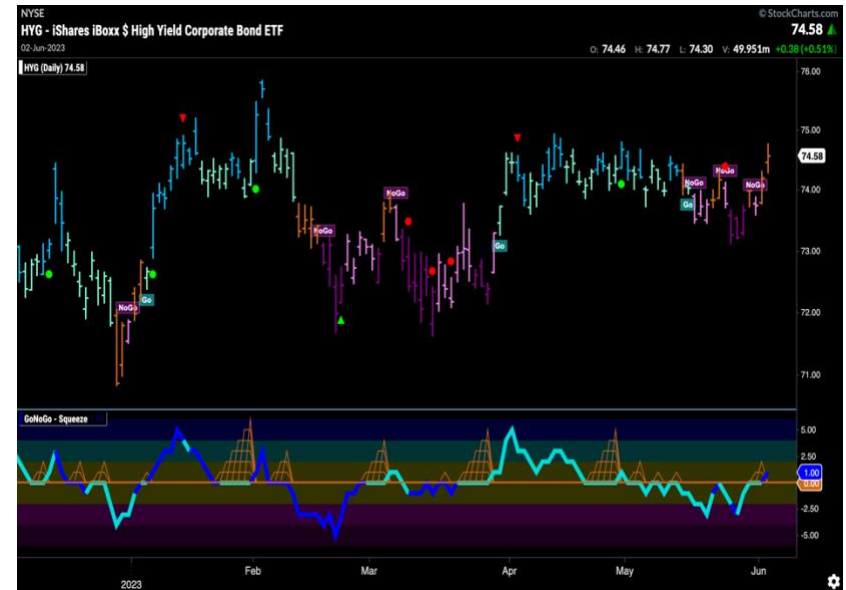 NYSE
© StockCharts.com
HYG - iShares iBoxx $ High Yield Corporate Bond ETF
74.58
02-Jun-2023
O: 74.46 H: 74.77 L: 74.30 V: 49.951m +0.38 (+0.51%)
HYG (Daily) 74.58
76.00
75.00
74.58
74.00
73.00
72.00
71.00
NoGo
Go
NoGo
NoGo
Go
NoGo
Go
NoGo
NoGo
GoNoGo - Squeeze
5.00
2.50
1.00
0.00
-2.50
-5.00
2023
Feb
Mar
Apr
May
Jun